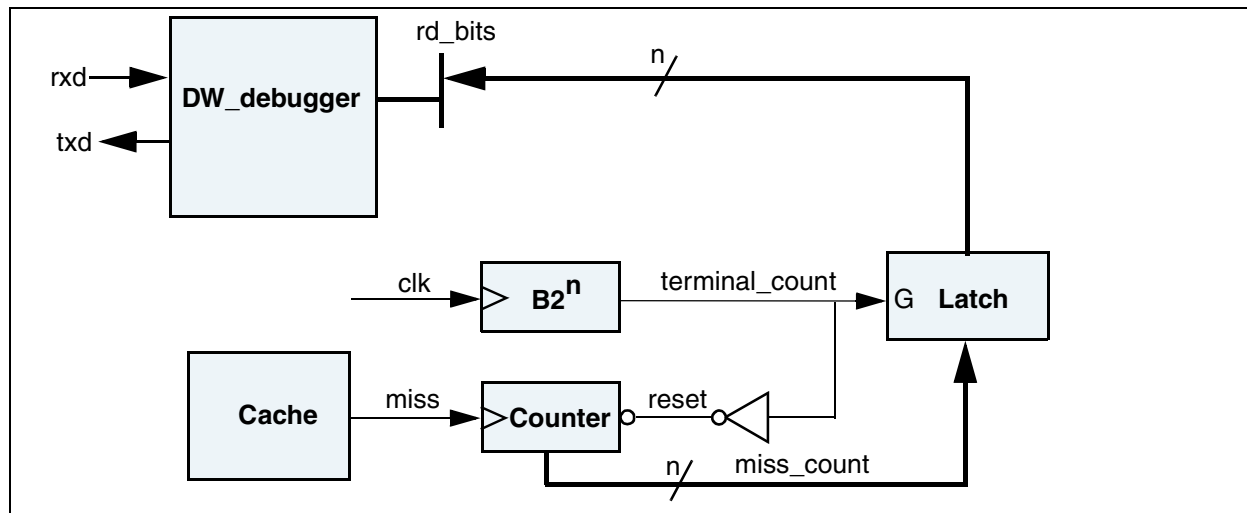 rd_bits
n
rxd
DW_debugger
txd
clk
B2ⁿ
terminal_count
G Latch
Cache
miss
Counter
reset
n
miss_count